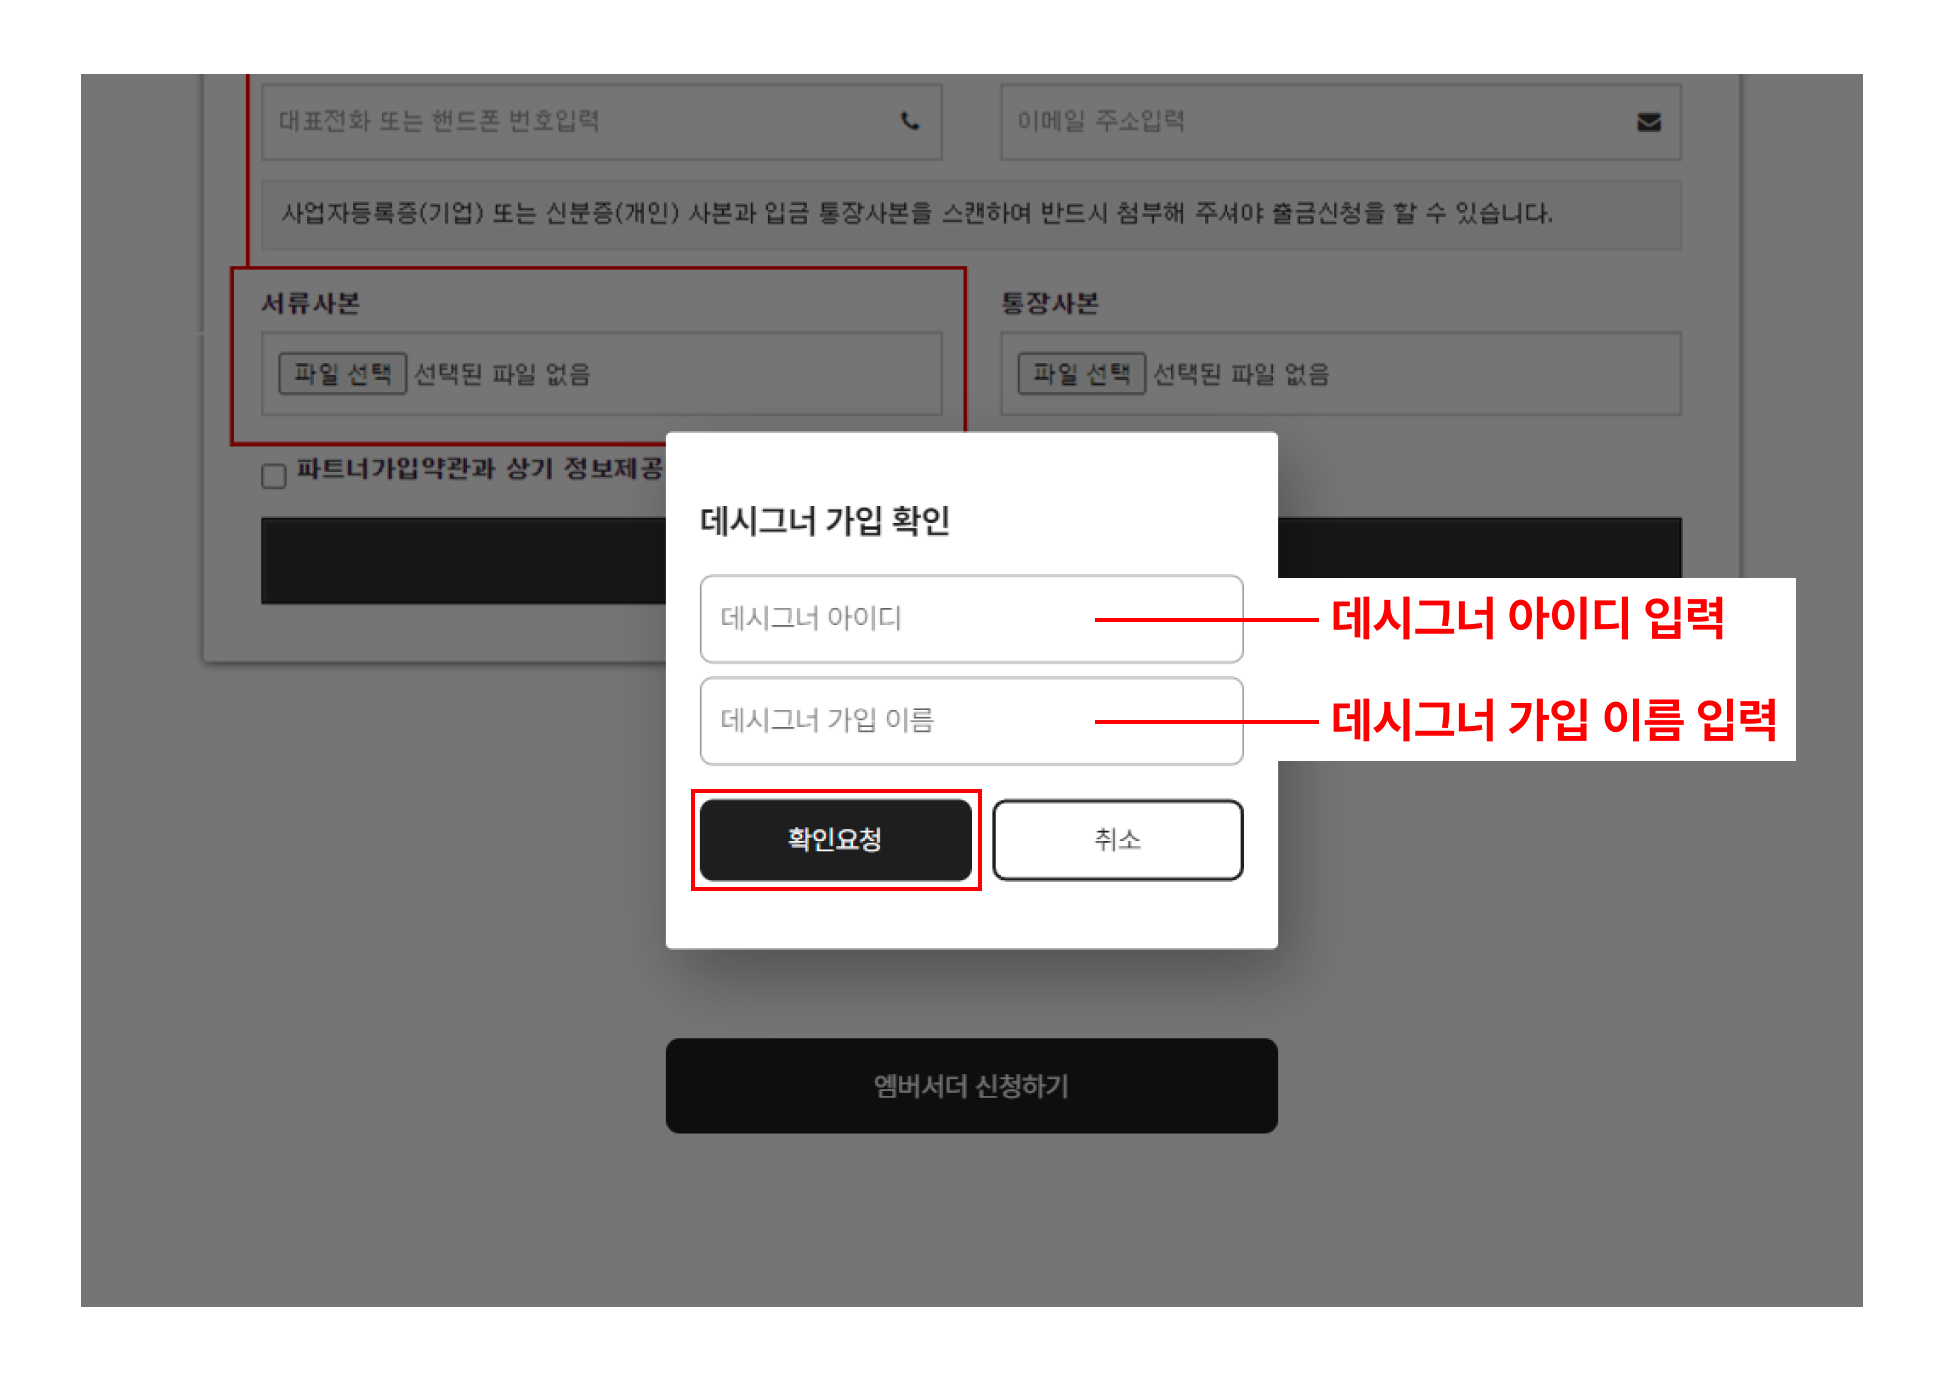 대표전화 또는 핸드폰 번호입력
이메일 주소입력
사업자등록증(기업) 또는 신분증(개인) 사본과 입금 통장사본을 스캔하여 반드시 첨부해 주셔야 출금신청을 할 수 있습니다.
서류사본
통장사본
파일 선택 선택된 파일 없음
파일 선택 선택된 파일 없음
파트너가입약관과 상기 정보제공
데시그너 가입 확인
데시그너 아이디
데시그너 아이디 입력
데시그너 가입 이름
데시그너 가입 이름 입력
확인요청
취소
엠버서더 신청하기